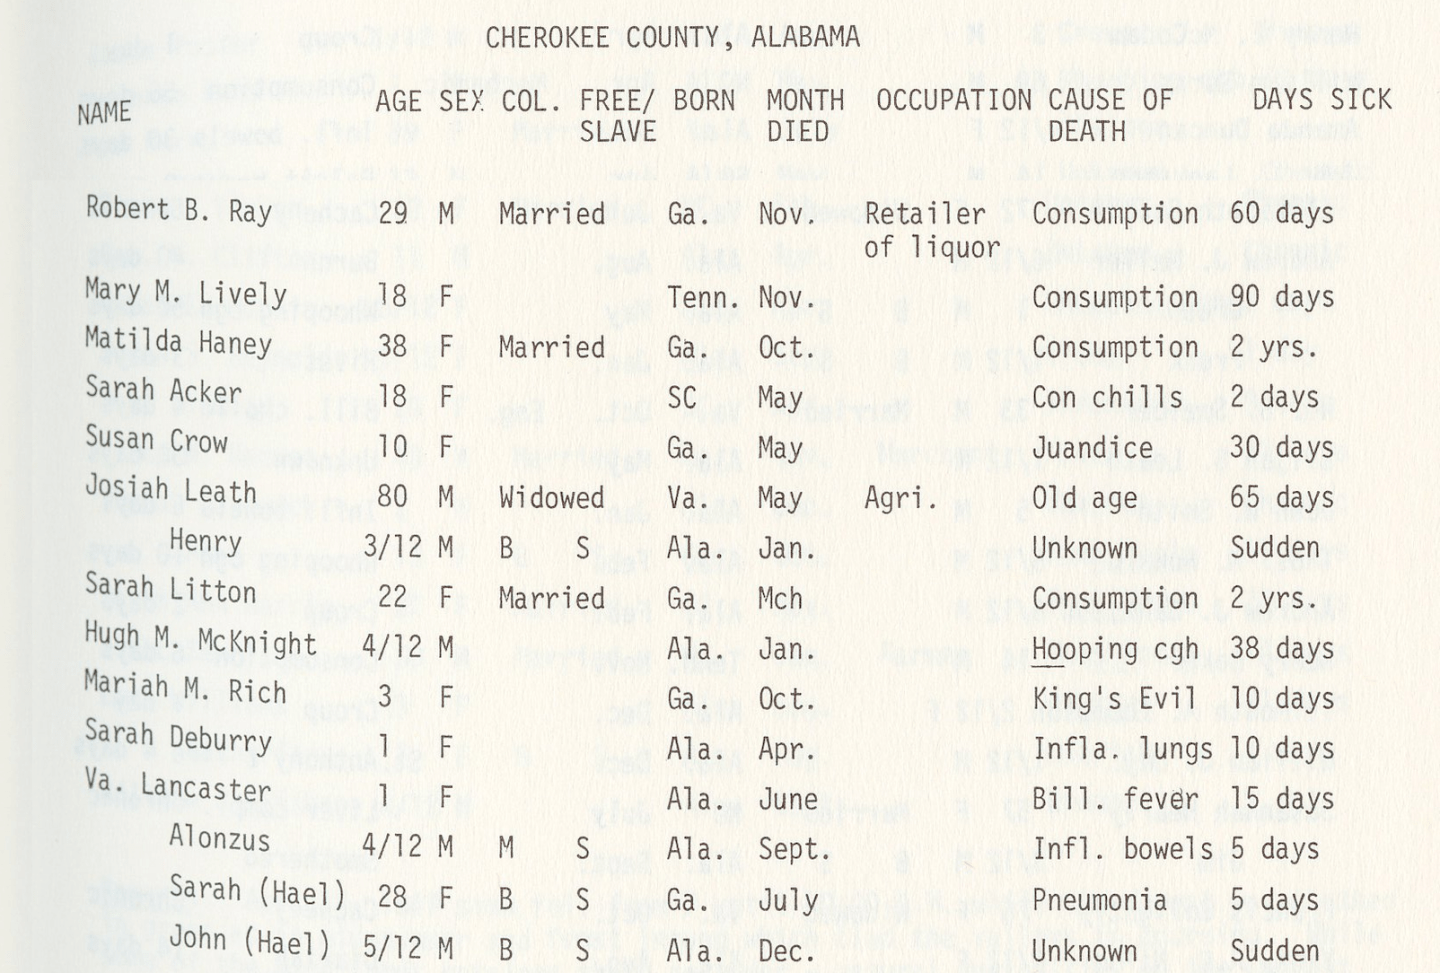 CHEROKEE COUNTY, ALABAMA
NAME AGE SEX COL. FREE/ BORN MONTH OCCUPATION CAUSE OF DAYS SICK
SLAVE DIED DEATH
Robert B. Ray 29 M Married Ga. Nov. Retailer Consumption 60 days
of liquor
Mary M. Lively 18 F Tenn. Nov. Consumption 90 days
Matilda Haney 38 F Married Ga. Oct. Consumption 2 yrs.
Sarah Acker 18 F SC May Con chills 2 days
Susan Crow 10 F Ga. May Juandice 30 days
Josiah Leath 80 M Widowed Va. May Agri. Old age 65 days
Henry 3/12 M B S Ala. Jan. Unknown Sudden
Sarah Litton 22 F Married Ga. Mch Consumption 2 yrs.
Hugh M. McKnight 4/12 M Ala. Jan. Hooping cgh 38 days
Mariah M. Rich 3 F Ga. Oct. King's Evil 10 days
Sarah Deburry 1 F Ala. Apr. Infla. lungs 10 days
Va. Lancaster 1 F Ala. June Bill. fever 15 days
Alonzus 4/12 M M S Ala. Sept. Infl. bowels 5 days
Sarah (Hael) 28 F B S Ga. July Pneumonia 5 days
John (Hael) 5/12 M B S Ala. Dec. Unknown Sudden